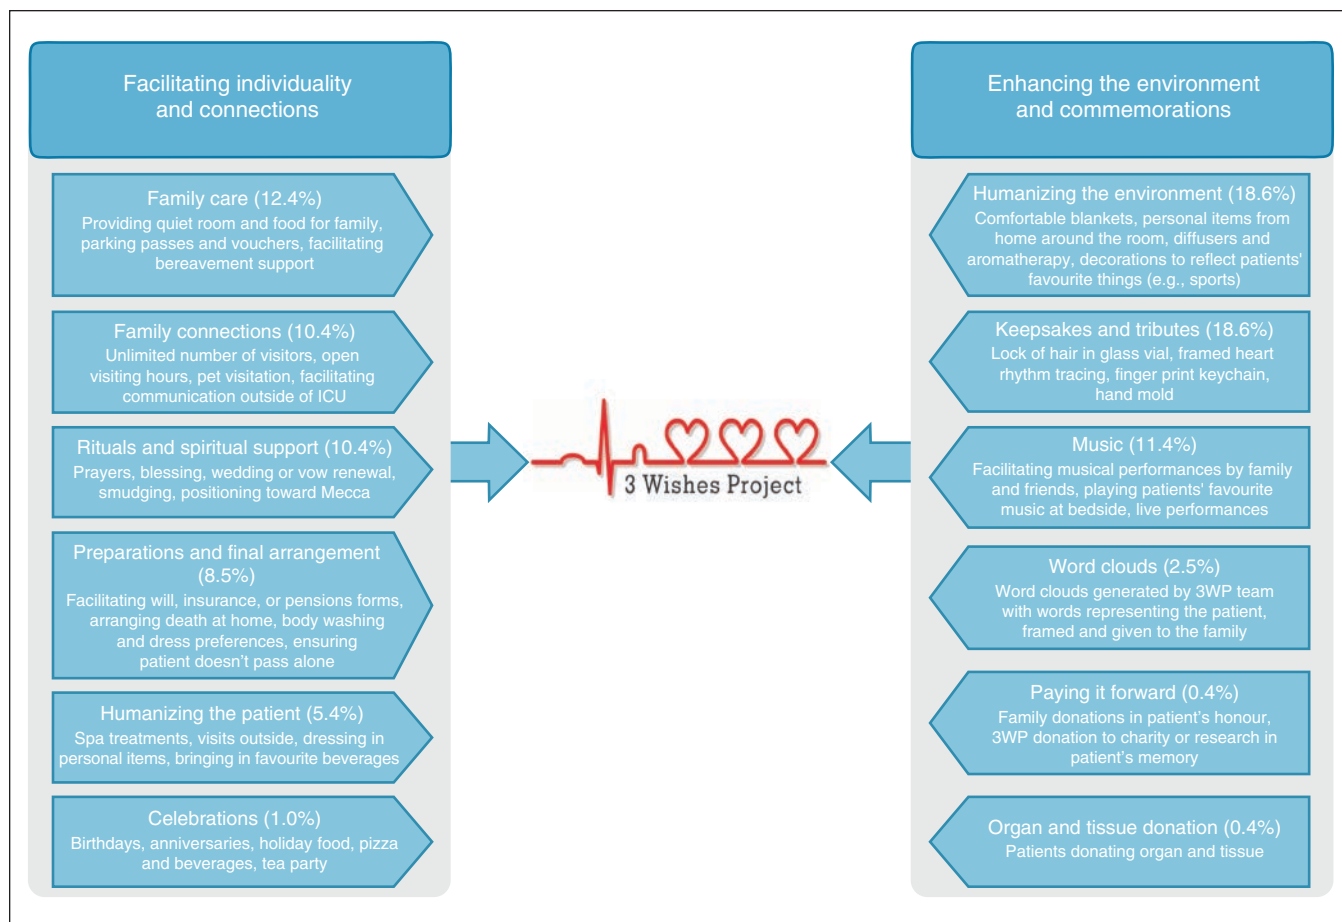 Facilitating individuality
and connections
Family care (12.4%)
Providing quiet room and food for family,
parking passes and vouchers, facilitating
bereavement support
Family connections (10.4%)
Unlimited number of visitors, open
visiting hours, pet visitation, facilitating
communication outside of ICU
Rituals and spiritual support (10.4%)
Prayers, blessing, wedding or vow renewal,
smudging, positioning toward Mecca
Preparations and final arrangement
(8.5%)
Facilitating will, insurance, or pensions forms,
arranging death at home, body washing
and dress preferences, ensuring
patient doesn't pass alone
Humanizing the patient (5.4%)
Spa treatments, visits outside, dressing in
personal items, bringing in favourite beverages
Celebrations (1.0%)
Birthdays, anniversaries, holiday food, pizza
and beverages, tea party
3 Wishes Project
Enhancing the environment
and commemorations
Humanizing the environment (18.6%)
Comfortable blankets, personal items from
home around the room, diffusers and
aromatherapy, decorations to reflect patients'
favourite things (e.g., sports)
Keepsakes and tributes (18.6%)
Lock of hair in glass vial, framed heart
rhythm tracing, finger print keychain,
hand mold
Music (11.4%)
Facilitating musical performances by family
and friends, playing patients' favourite
music at bedside, live performances
Word clouds (2.5%)
Word clouds generated by 3WP team
with words representing the patient,
framed and given to the family
Paying it forward (0.4%)
Family donations in patient's honour,
3WP donation to charity or research in
patient's memory
Organ and tissue donation (0.4%)
Patients donating organ and tissue